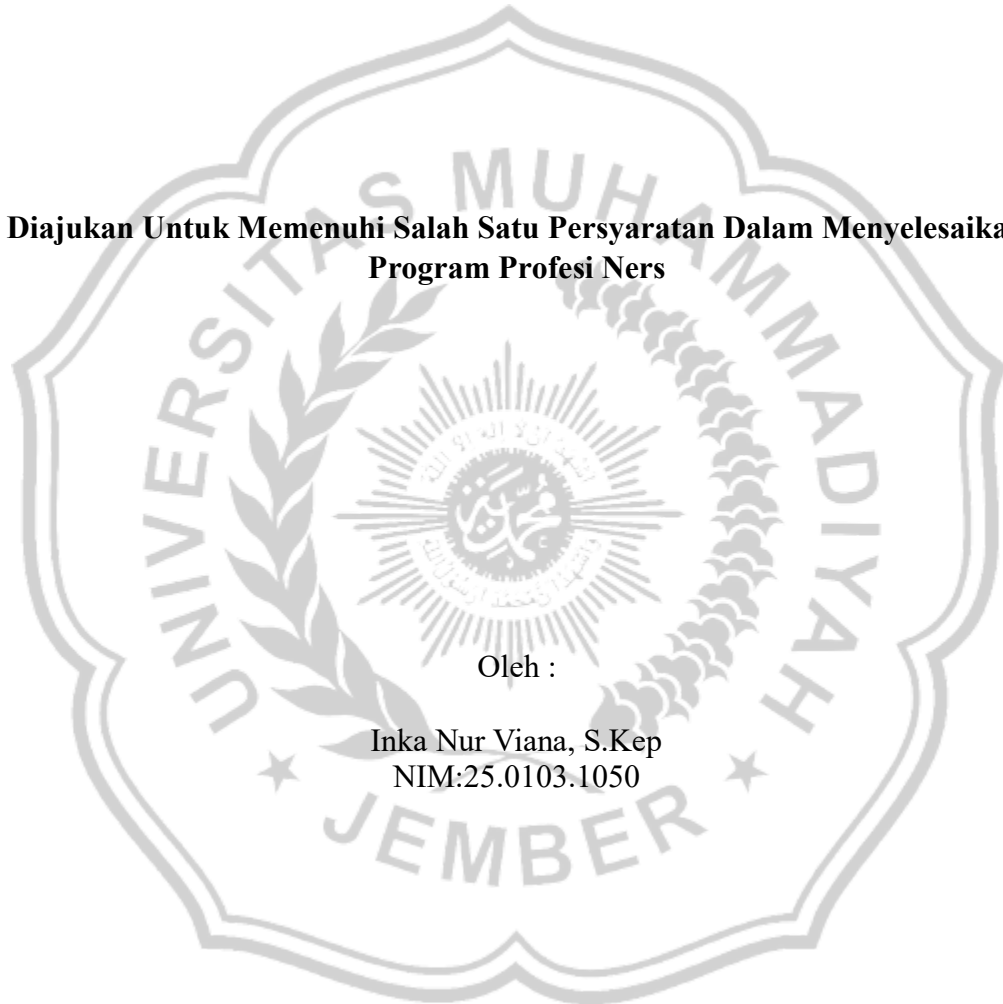 UNIVERSITAS MUHAMMADIYAH
Diajukan Untuk Memenuhi Salah Satu Persyaratan Dalam Menyelesaika
Program Profesi Ners
محمد
Oleh :
Inka Nur Viana, S.Kep
NIM:25.0103.1050
JEMBER